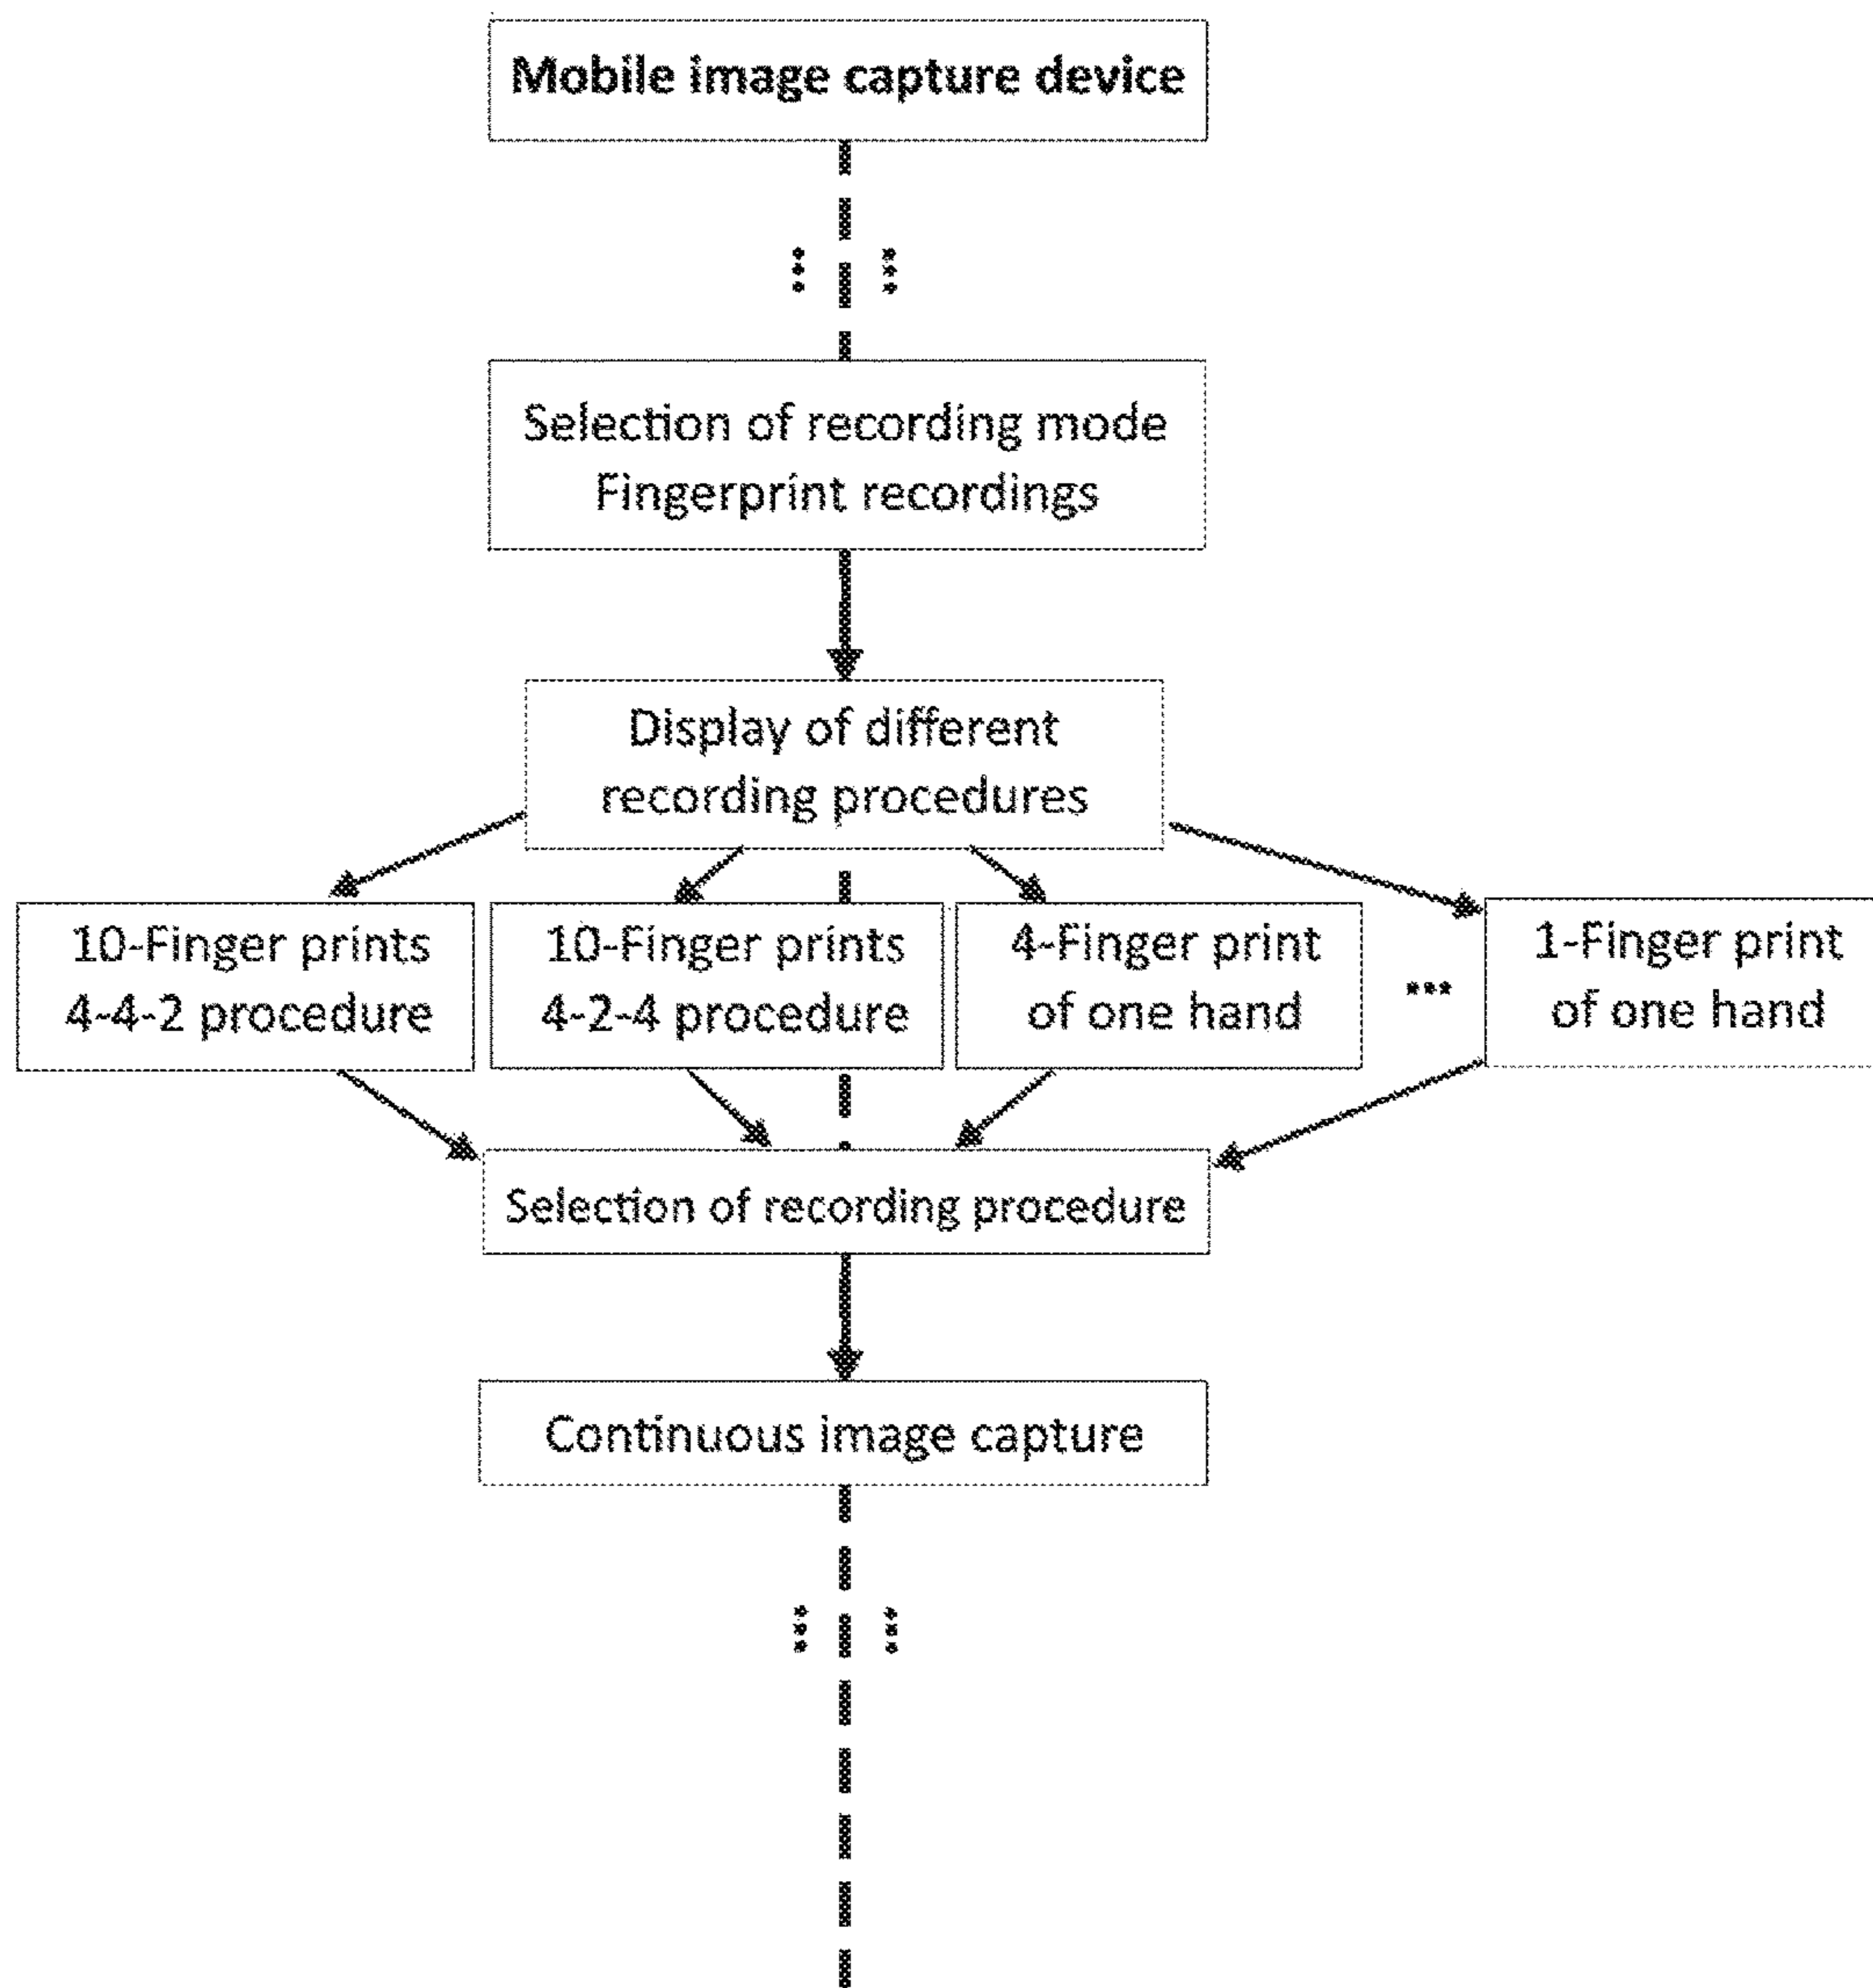 Mobile image capture device
Selection of recording mode
Fingerprint recordings
Display of different
recording procedures
10-Finger prints
4-4-2 procedure
10-Finger prints
4-2-4 procedure
4-Finger print
of one hand
...
1-Finger print
of one hand
Selection of recording procedure
Continuous image capture